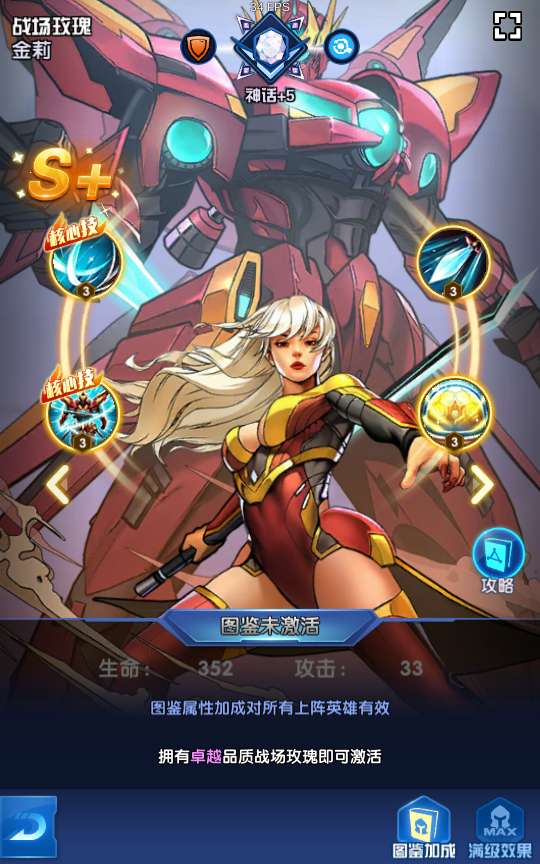 34 FPS
战场玫瑰
金莉
神话+5
S+
核心技
3
3
核心技
3
3
攻略
图鉴未激活
生命： 352 攻击： 33
图鉴属性加成对所有上阵英雄有效
拥有卓越品质战场玫瑰即可激活
图鉴加成
MAX
满级效果